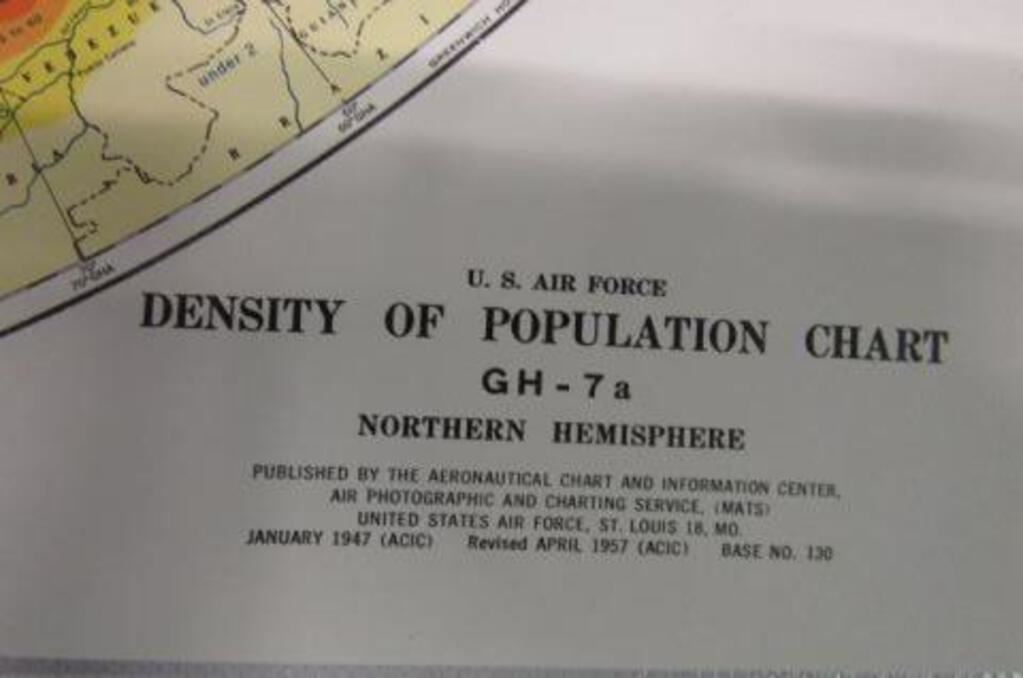 under 2
U. S. AIR FORCE
DENSITY OF POPULATION CHART
GH-7a
NORTHERN HEMISPHERE
PUBLISHED BY THE AERONAUTICAL CHART AND INFORMATION CENTER,
AIR PHOTOGRAPHIC AND CHARTING SERVICE, (MATS)
UNITED STATES AIR FORCE, ST. LOUIS 18, MO.
JANUARY 1947 (ACIC) Revised APRIL 1957 (ACIC) BASE NO. 130